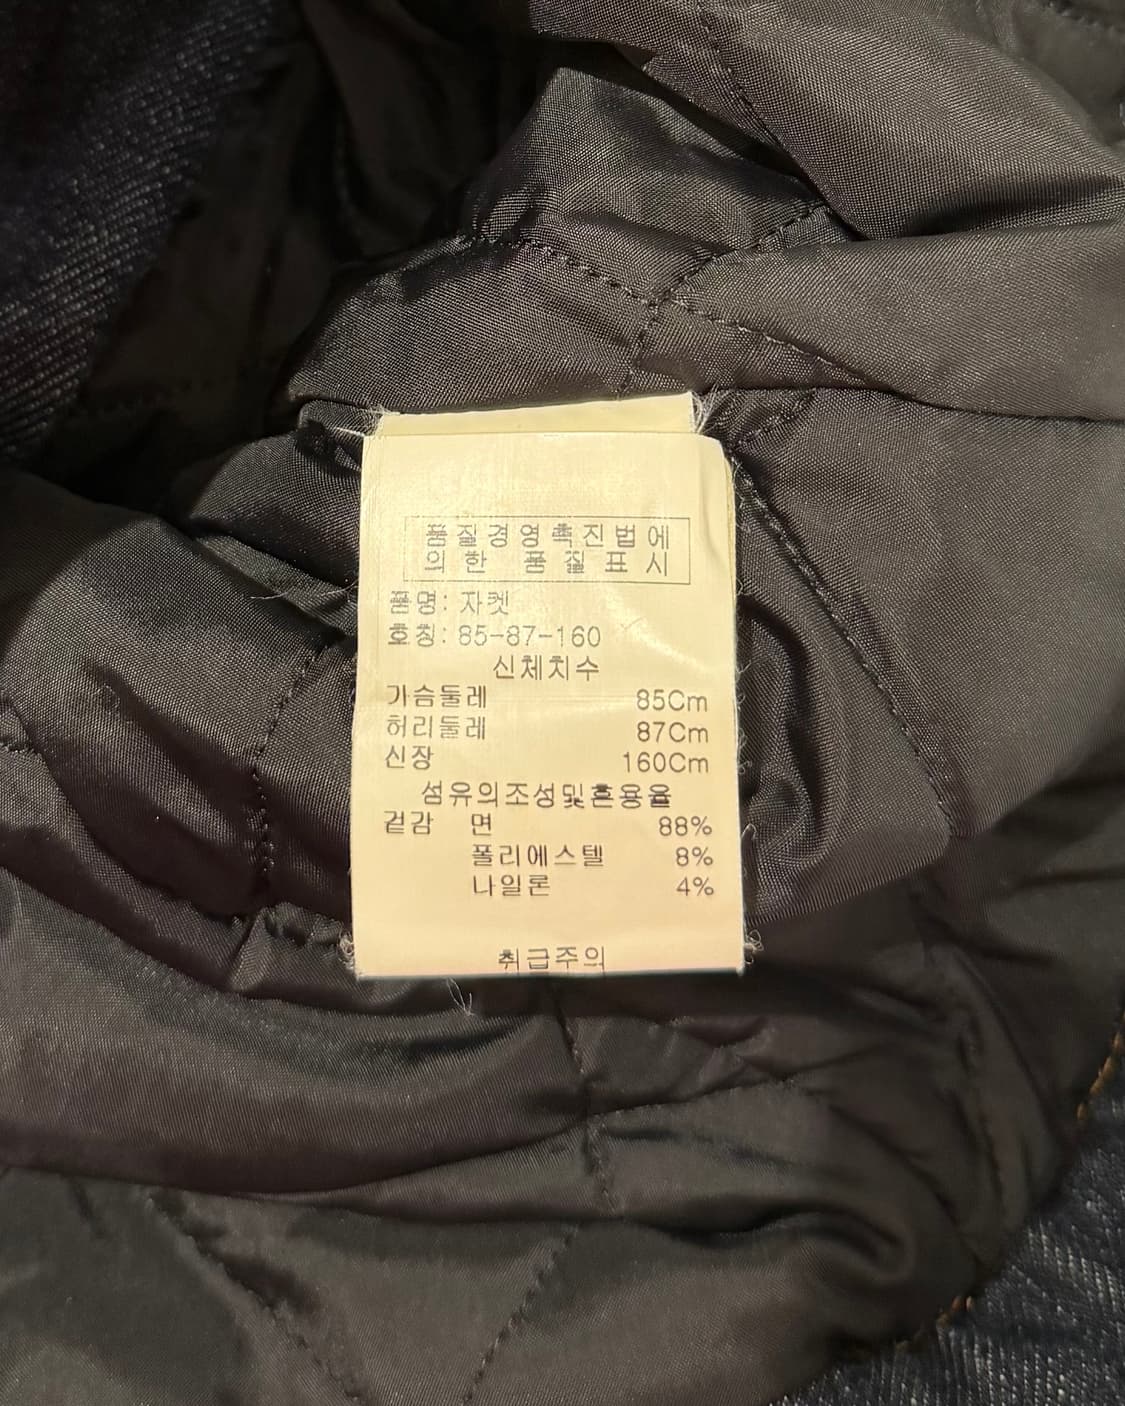 품질경영촉진법에
의한 품질표시
품명: 자켓
호칭: 85-87-160
신체치수
가슴둘레 85Cm
허리둘레 87Cm
신장 160Cm
섬유의조성및혼용율
겉감 면 88%
폴리에스텔 8%
나일론 4%
취급주의